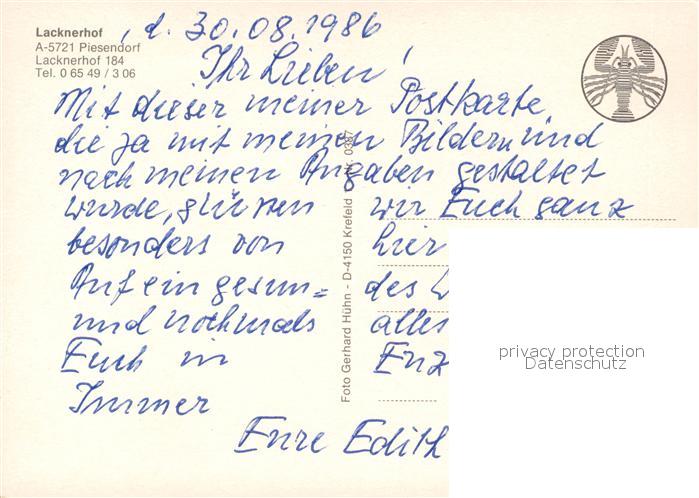 Lacknerhof
A-5721 Piesendorf
Lacknerhof 184
Tel. 0 65 49 / 3 06
, d. 30.08.1986
Ihr Lieben!
Mit dieser meiner Postkarte,
die ja mit meinen Bildern und
nach meinen Angaben gestaltet
wurde, grüssen wir Euch ganz
besonders von hier
Auf ein gesun= des
und nochmals alles
Euch in Enz
Immer
Eure Edith
Foto Gerhard Hühn - D-4150 Krefeld
privacy protection
Datenschutz